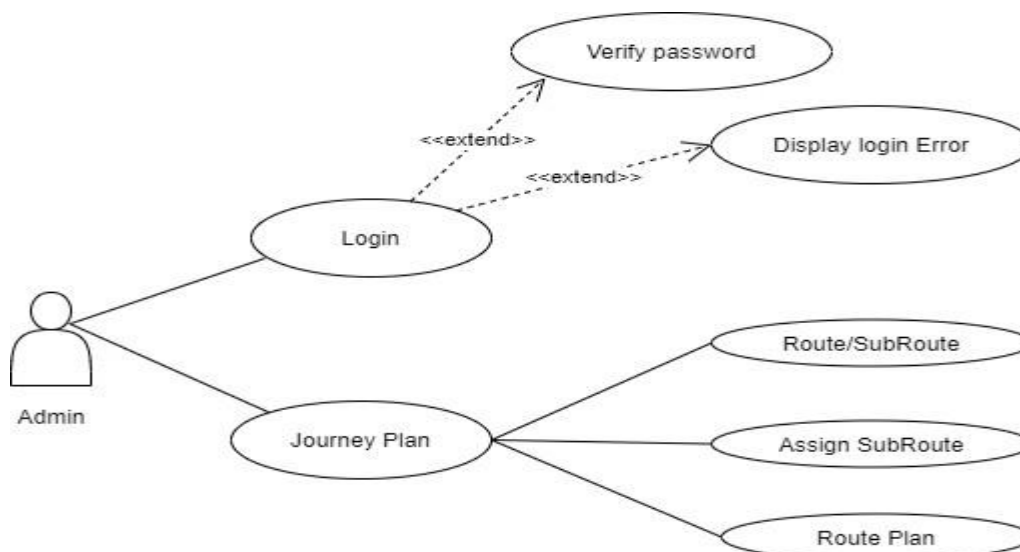 Verify password
<<extend>>
Display login Error
<<extend>>
Login
Route/SubRoute
Admin
Journey Plan
Assign SubRoute
Route Plan